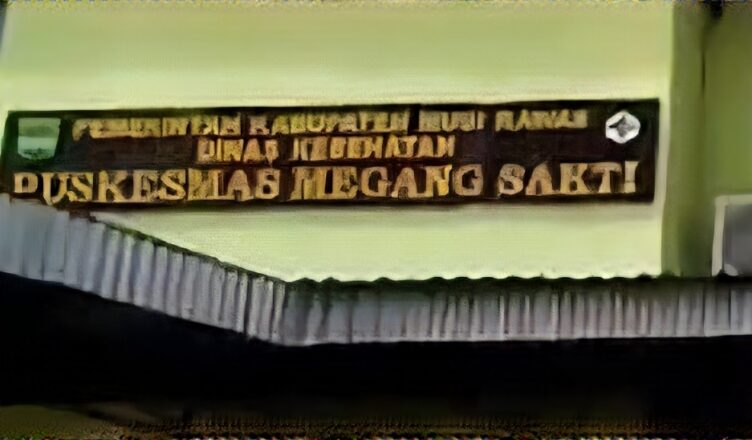 PEMERINTAH KABUPATEN MUSI RAWAS
DINAS KESEHATAN
PUSKESMAS MEGANG SAKTI